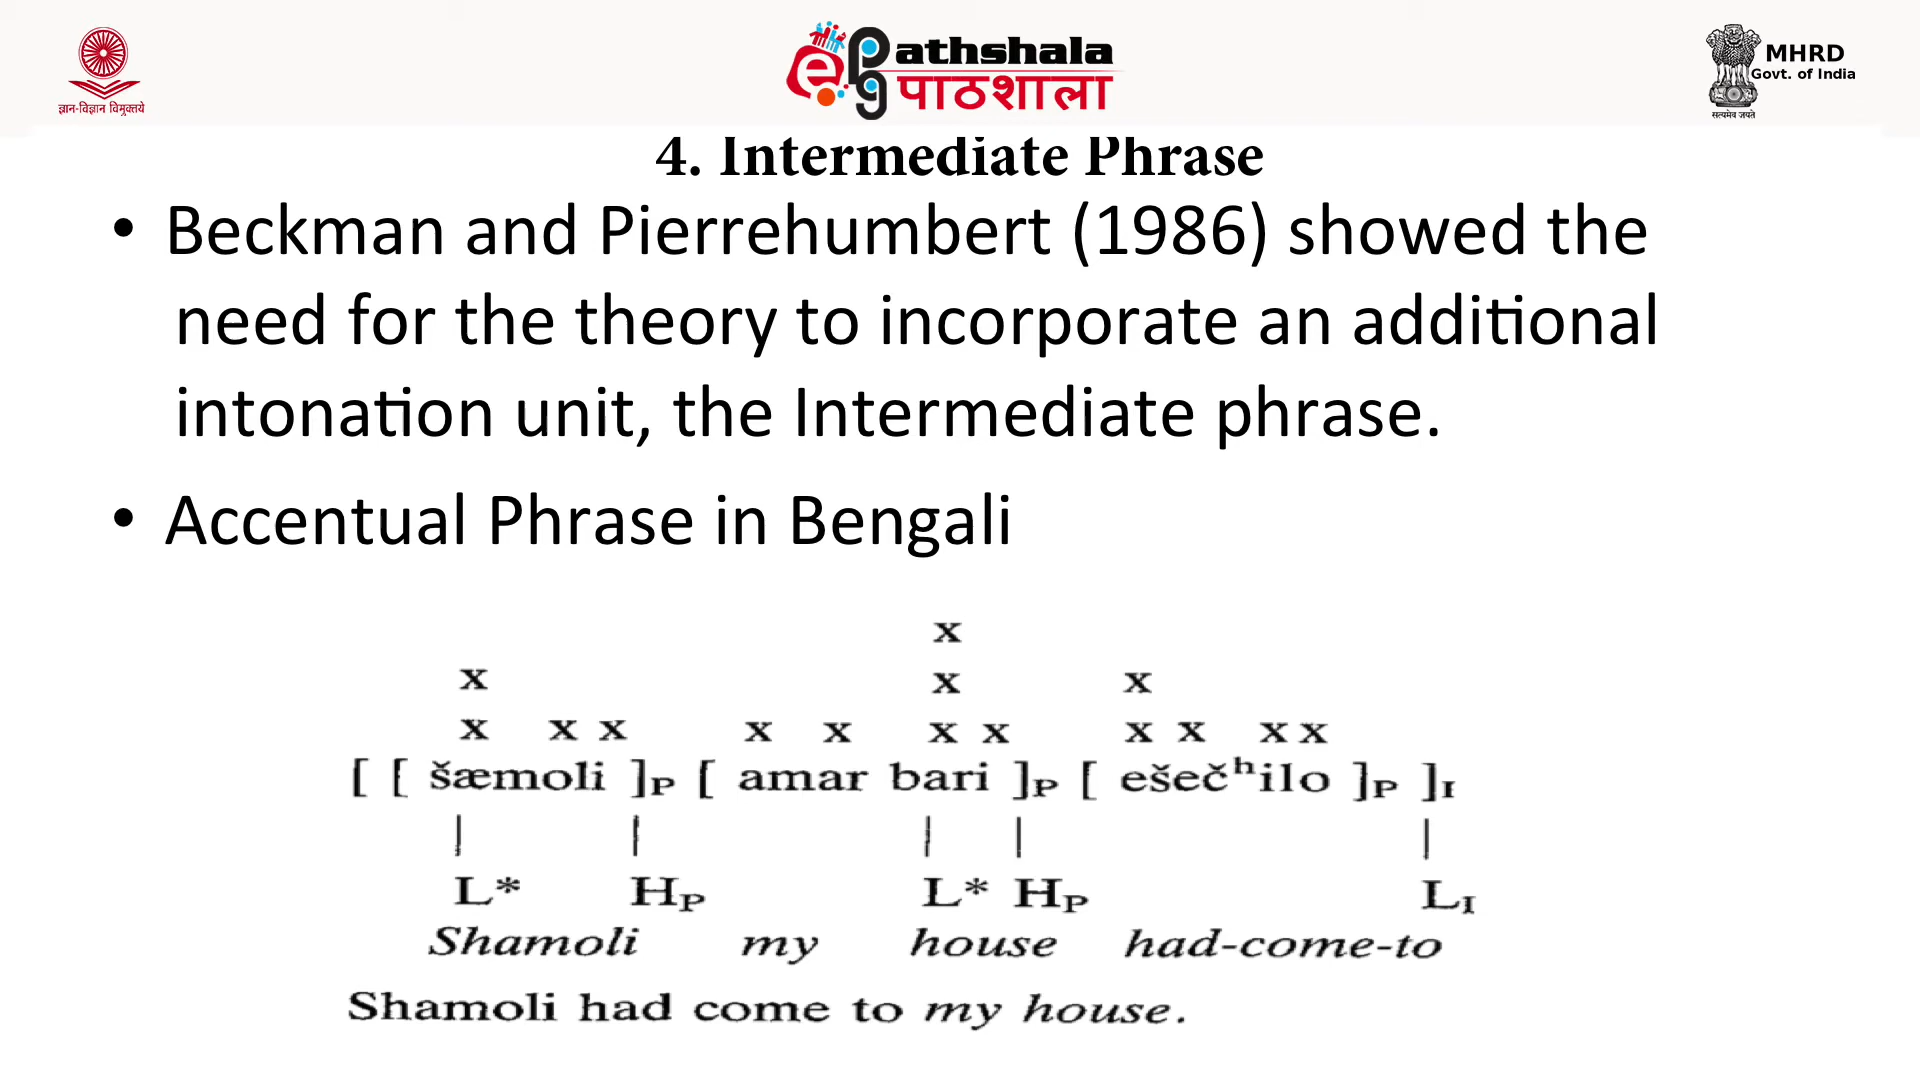 ज्ञान-विज्ञान विमुक्तये
ePG Pathshala
पाठशाला
MHRD
Govt. of India
सत्यमेव जयते
4. Intermediate Phrase
• Beckman and Pierrehumbert (1986) showed the
need for the theory to incorporate an additional
intonation unit, the Intermediate phrase.
• Accentual Phrase in Bengali
x
x x x
x x x x x x x x x x x
[ [ šæmoli ]P [ amar bari ]P [ ešečʰilo ]P ]I
L* HP L* HP LI
Shamoli my house had-come-to
Shamoli had come to my house.